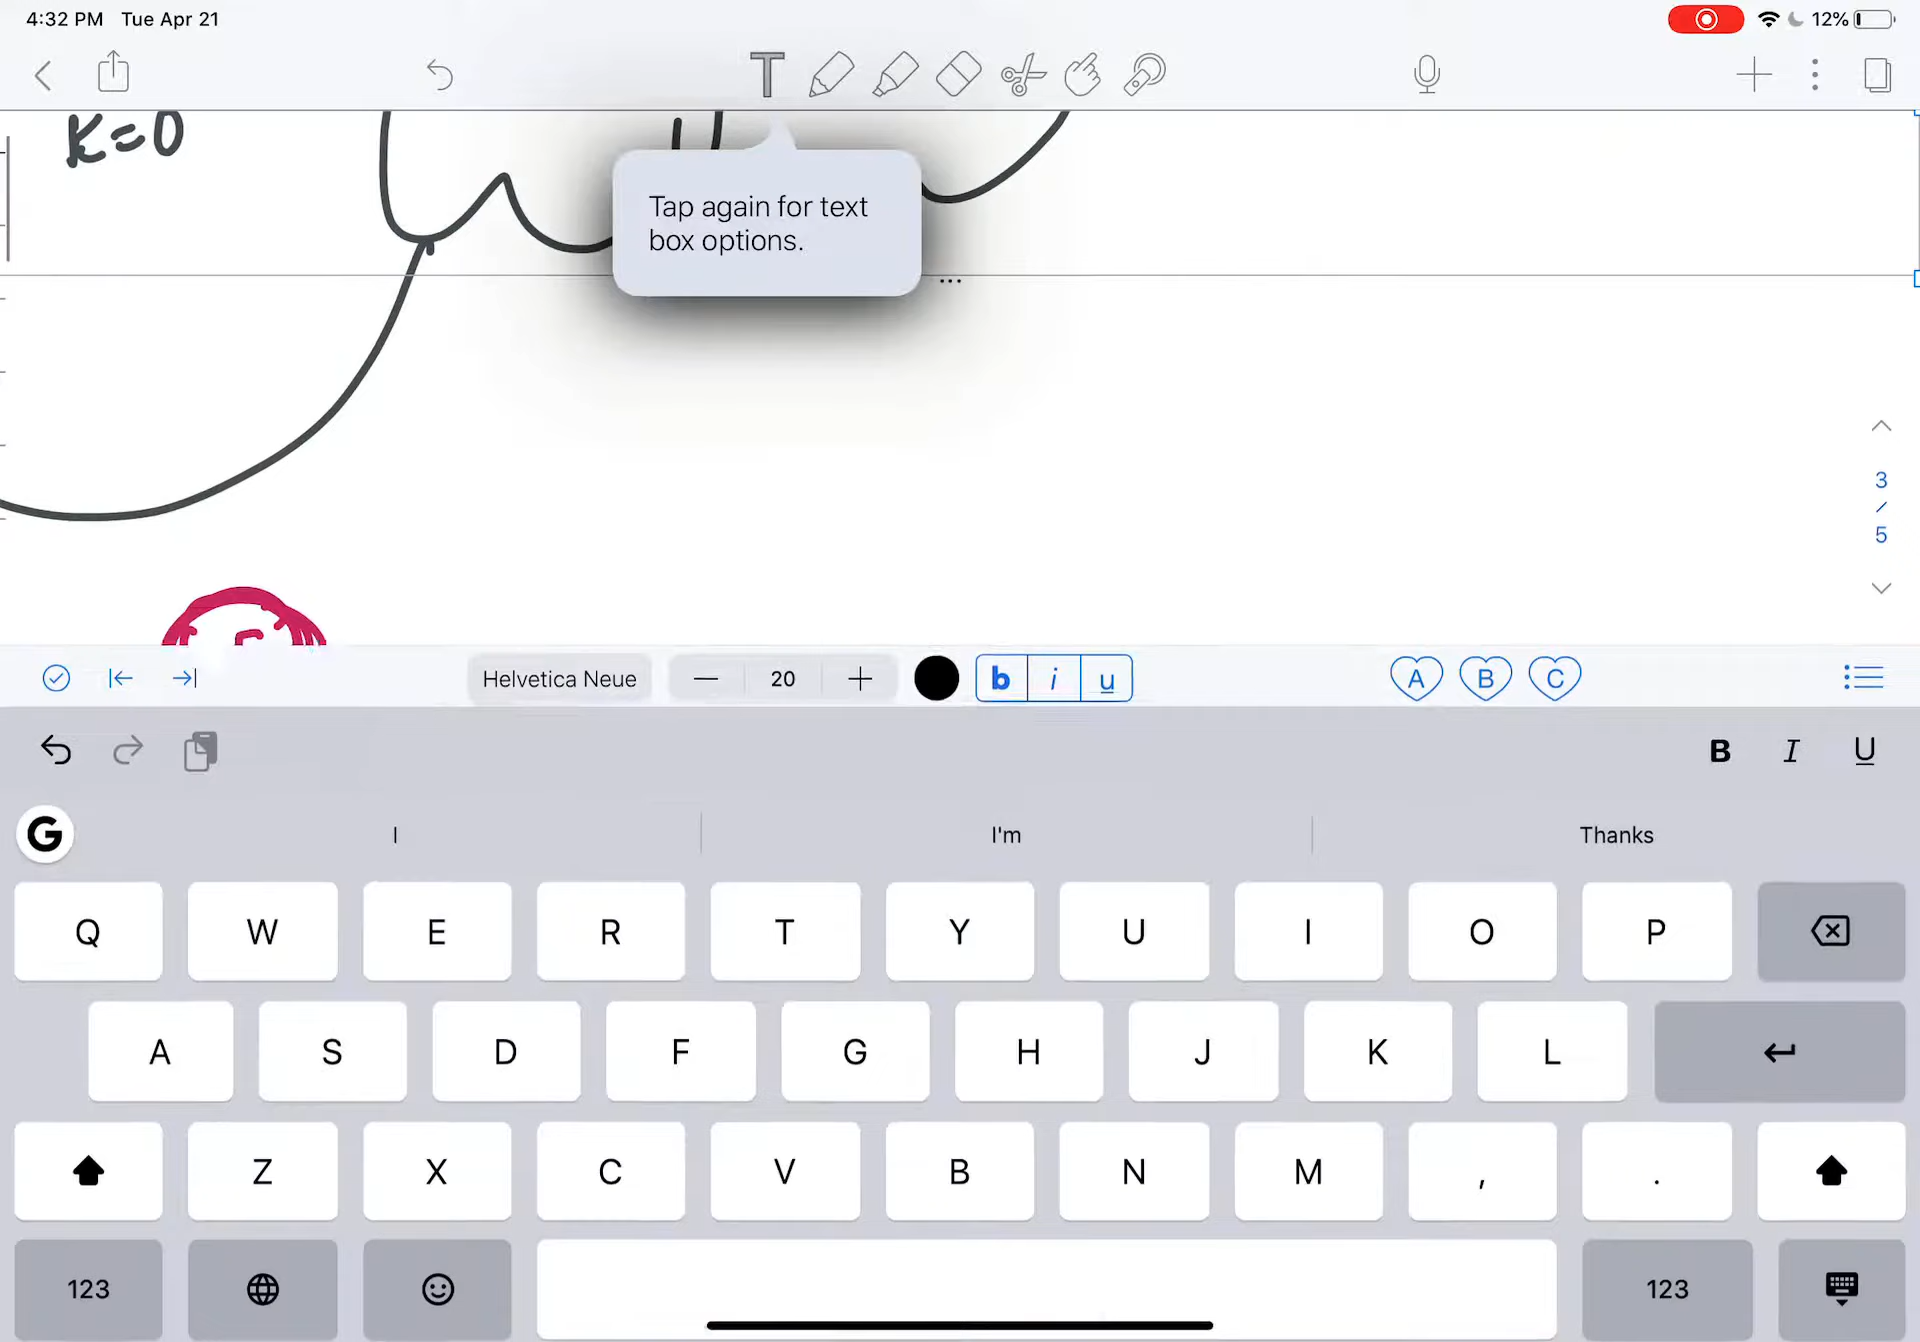 4:32 PM Tue Apr 21
12%
T
k=0
Tap again for text
box options.
...
3
/
5
Helvetica Neue
20
b i u
A B C
B I U
G
I
I'm
Thanks
Q W E R T Y U I O P
A S D F G H J K L
Z X C V B N M , .
123
123